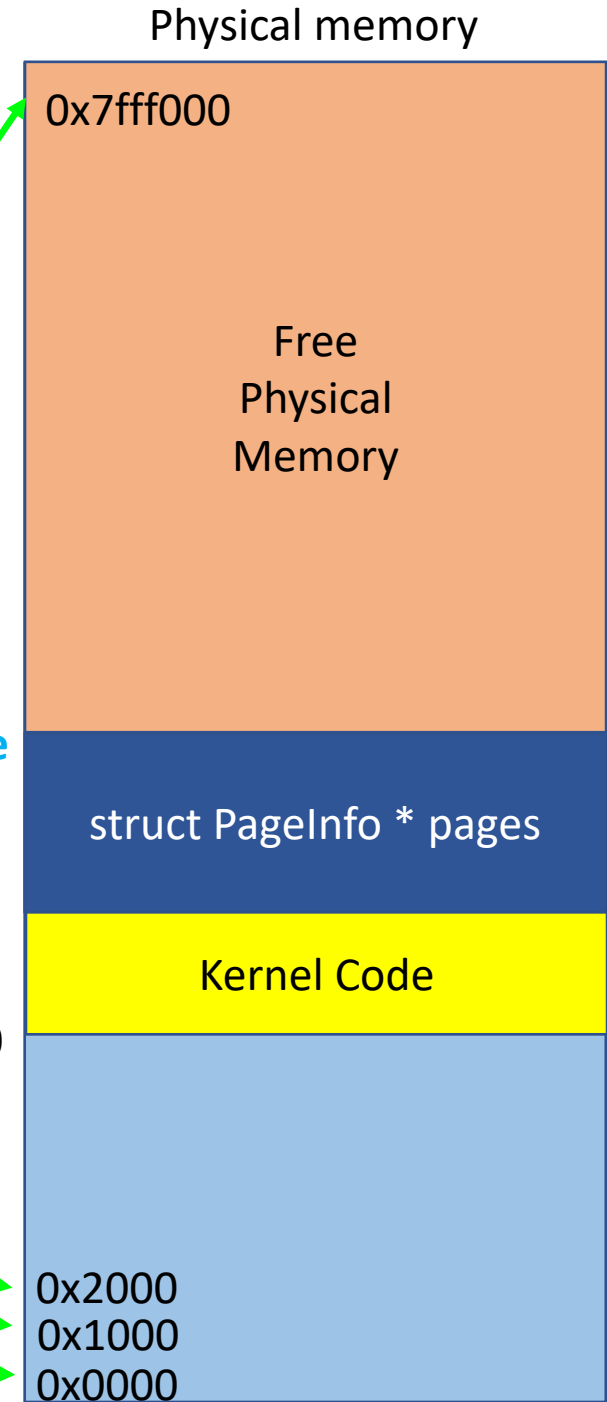 Physical memory
0x7fff000
Free
Physical
Memory
e
struct PageInfo * pages
Kernel Code
)
0x2000
0x1000
0x0000